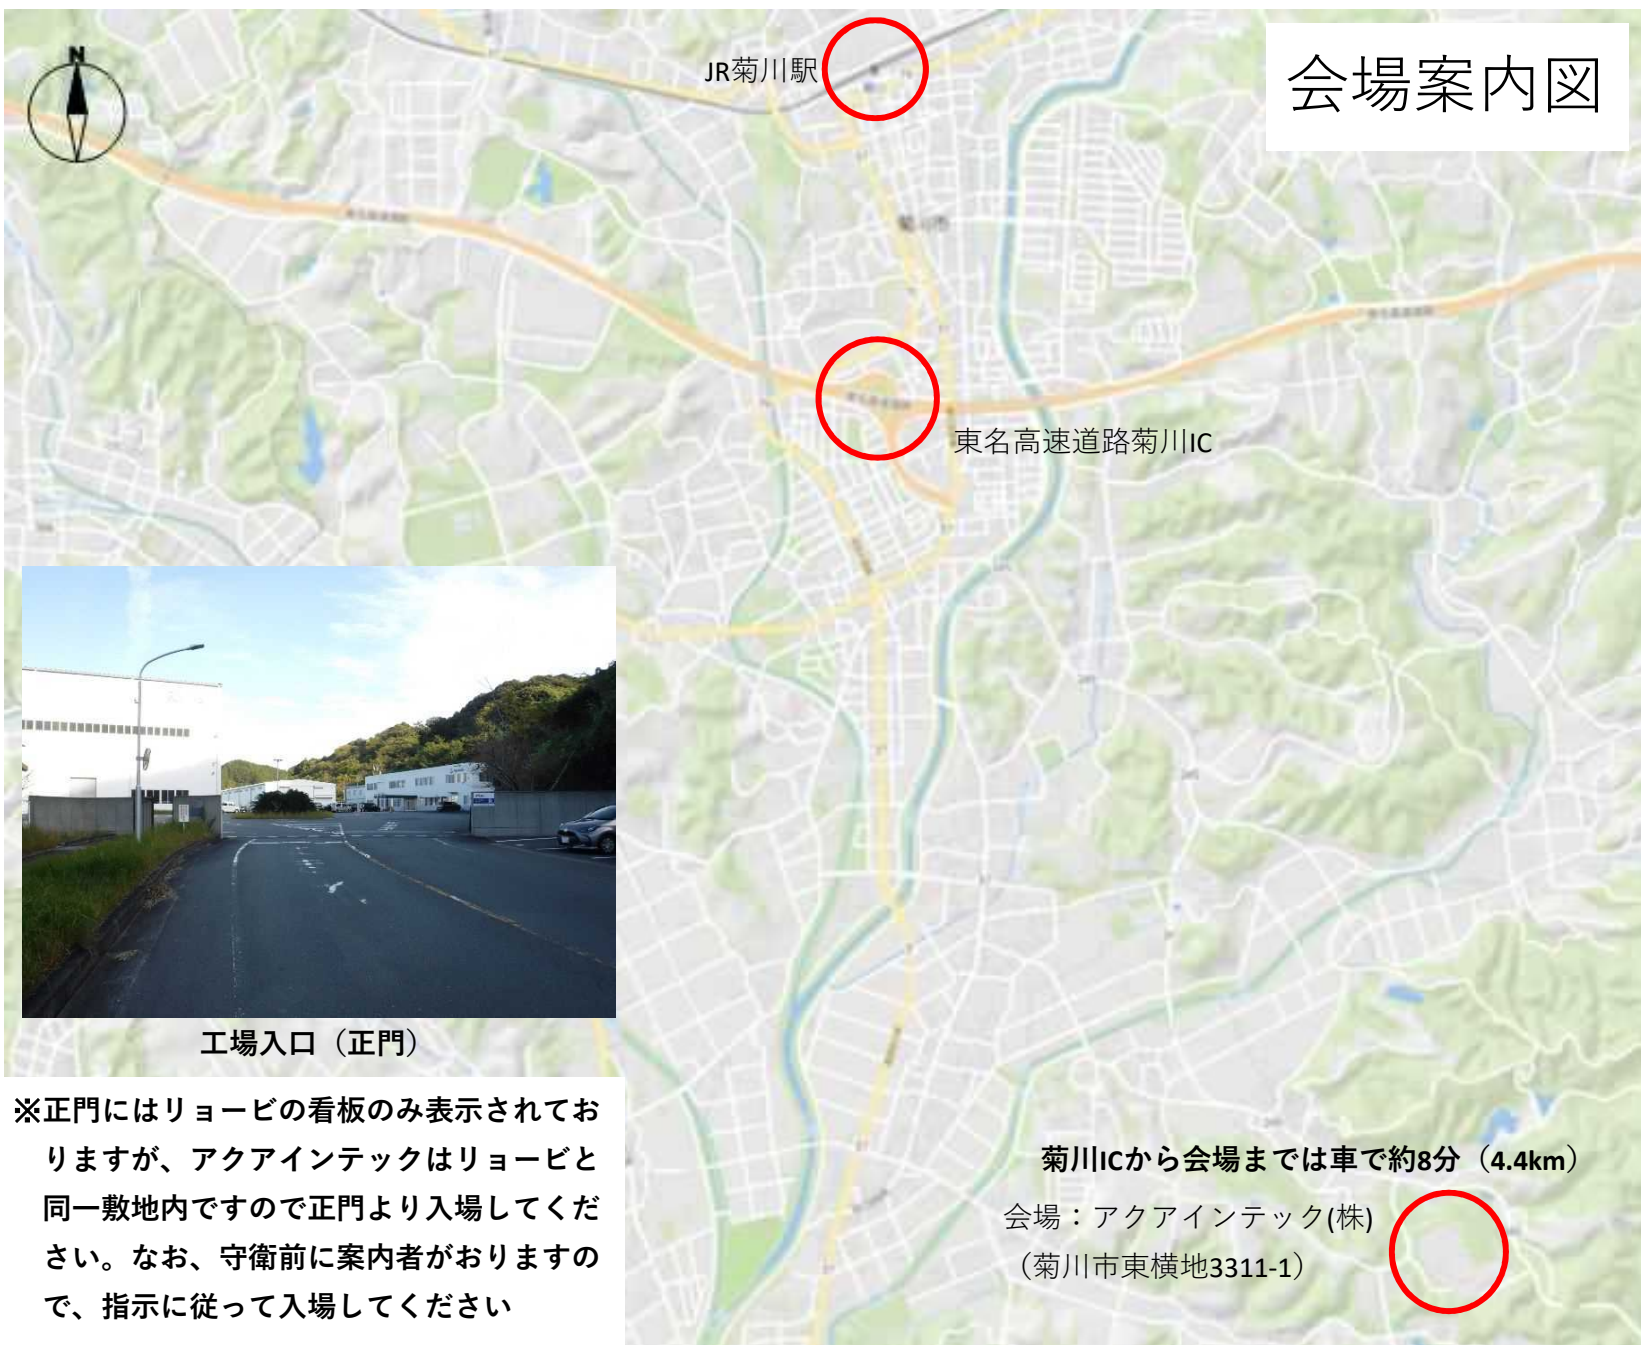 N
JR菊川駅
会場案内図
菊川市
東名高速道路菊川IC
工場入口（正門）
※正門にはリョービの看板のみ表示されてお
りますが、アクアインテックはリョービと
同一敷地内ですので正門より入場してくだ
さい。なお、守衛前に案内者がおりますの
で、指示に従って入場してください
菊川ICから会場までは車で約8分（4.4km）
会場：アクアインテック(株)
（菊川市東横地3311-1）